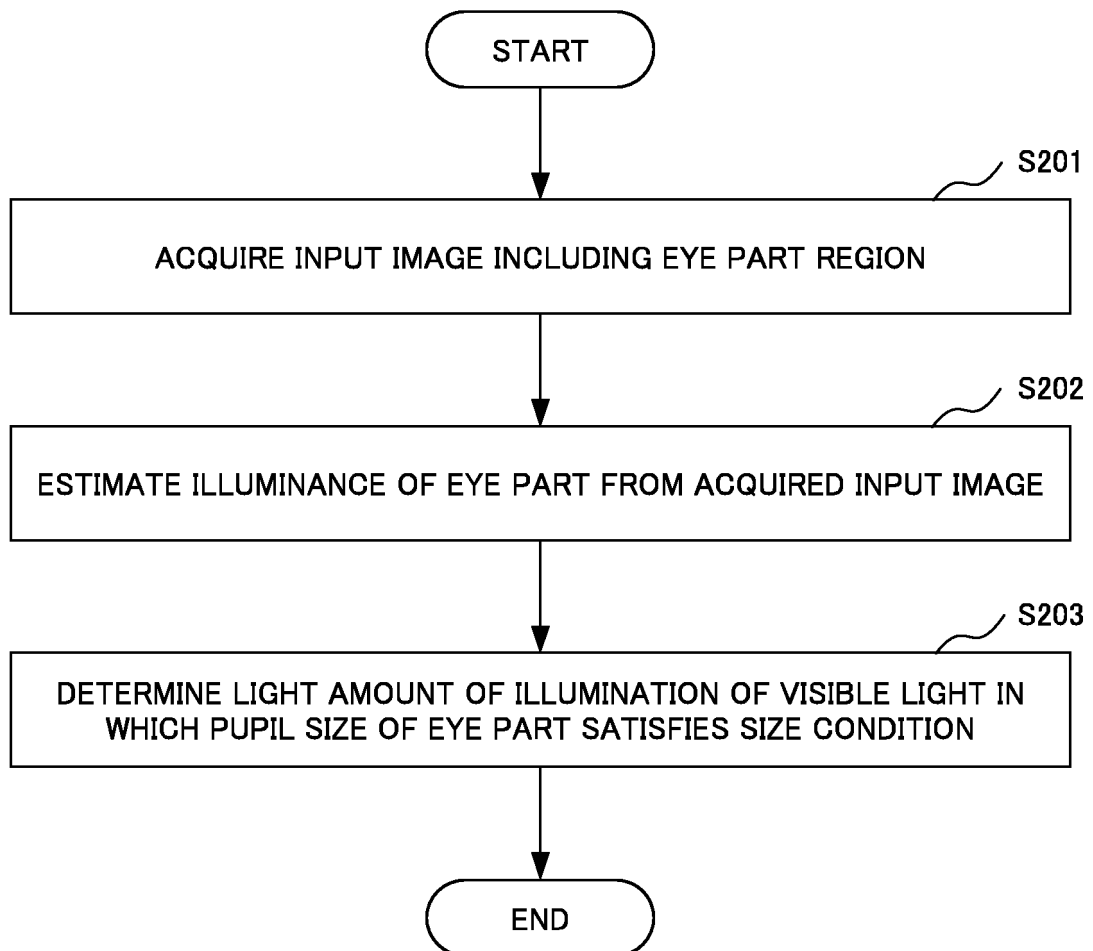 START
S201
ACQUIRE INPUT IMAGE INCLUDING EYE PART REGION
S202
ESTIMATE ILLUMINANCE OF EYE PART FROM ACQUIRED INPUT IMAGE
S203
DETERMINE LIGHT AMOUNT OF ILLUMINATION OF VISIBLE LIGHT IN
WHICH PUPIL SIZE OF EYE PART SATISFIES SIZE CONDITION
END